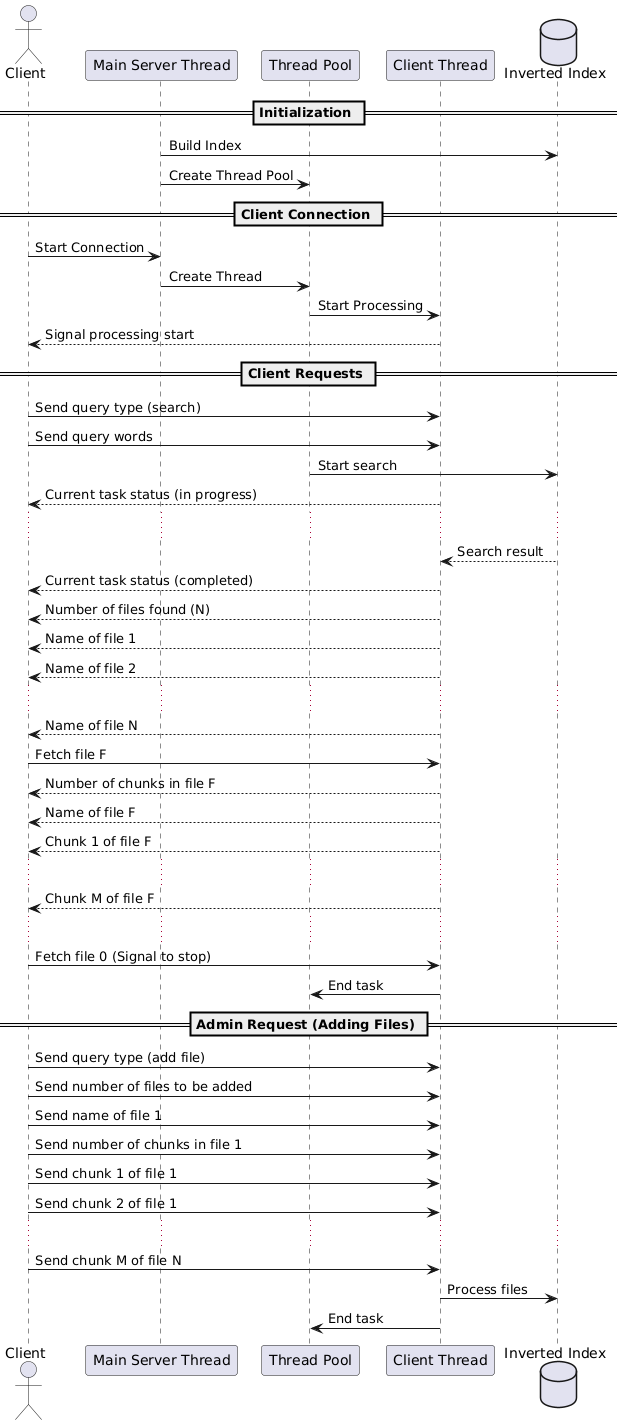 Client
Main Server Thread
Thread Pool
Client Thread
Inverted Index
Initialization
Build Index
Create Thread Pool
Client Connection
Start Connection
Create Thread
Start Processing
Signal processing start
Client Requests
Send query type (search)
Send query words
Start search
Current task status (in progress)
Search result
Current task status (completed)
Number of files found (N)
Name of file 1
Name of file 2
Name of file N
Fetch file F
Number of chunks in file F
Name of file F
Chunk 1 of file F
Chunk M of file F
Fetch file 0 (Signal to stop)
End task
Admin Request (Adding Files)
Send query type (add file)
Send number of files to be added
Send name of file 1
Send number of chunks in file 1
Send chunk 1 of file 1
Send chunk 2 of file 1
Send chunk M of file N
Process files
End task
Client
Main Server Thread
Thread Pool
Client Thread
Inverted Index